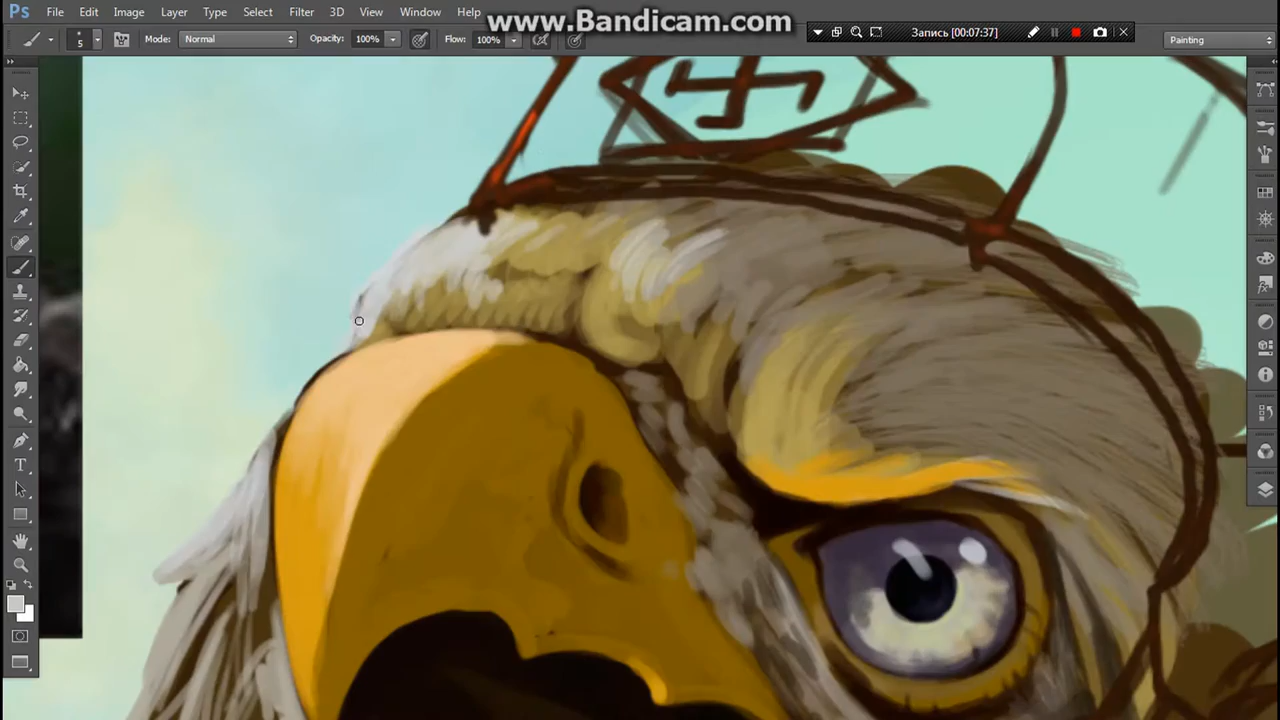 www.Bandicam.com
Ps File Edit Image Layer Type Select Filter 3D View Window Help
5 Mode: Normal Opacity: 100% Flow: 100%
Запись [00:07:37]
Painting